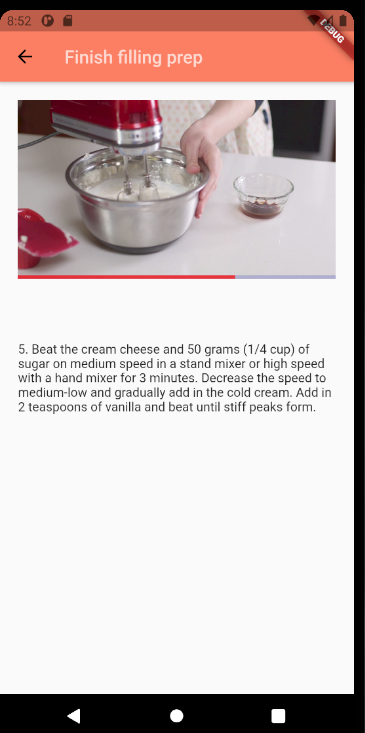 8:52
DEBUG
Finish filling prep
5. Beat the cream cheese and 50 grams (1/4 cup) of
sugar on medium speed in a stand mixer or high speed
with a hand mixer for 3 minutes. Decrease the speed to
medium-low and gradually add in the cold cream. Add in
2 teaspoons of vanilla and beat until stiff peaks form.